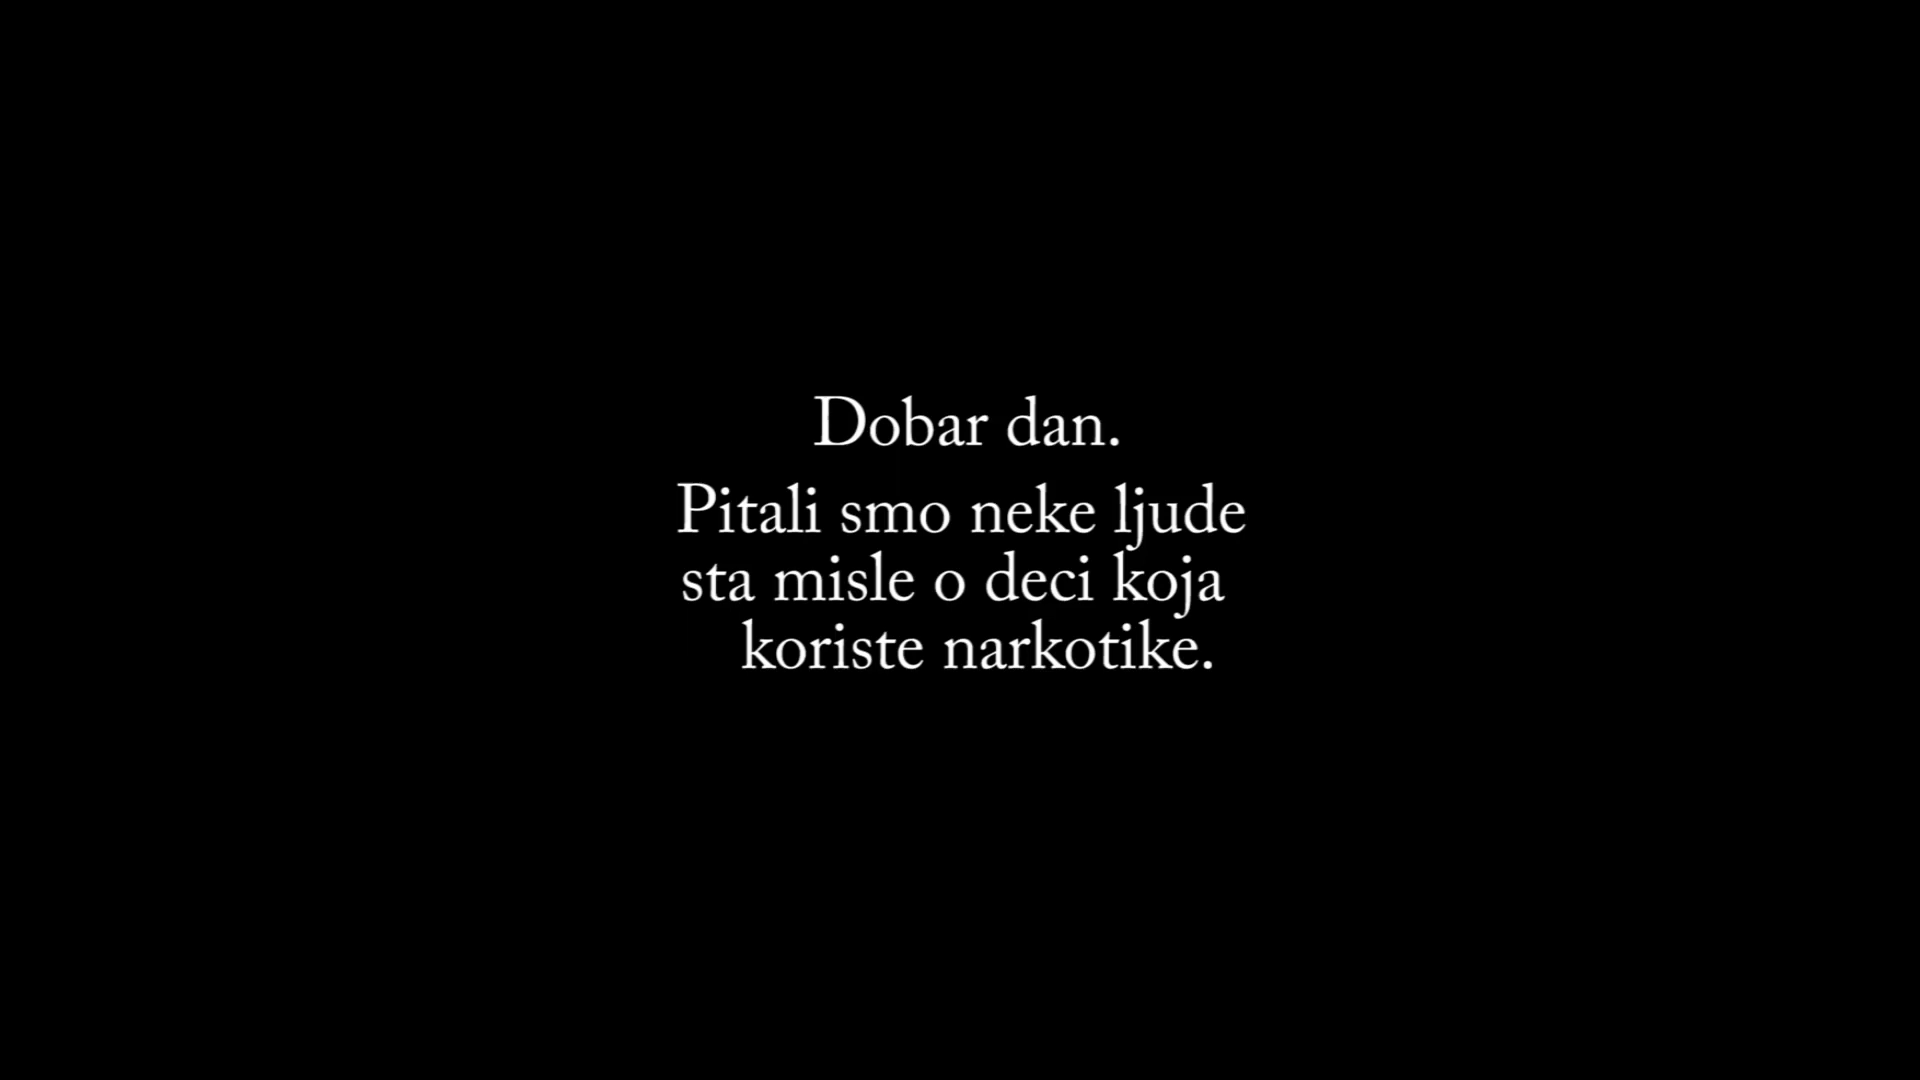 Dobar dan.
Pitali smo neke ljude
sta misle o deci koja
koriste narkotike.